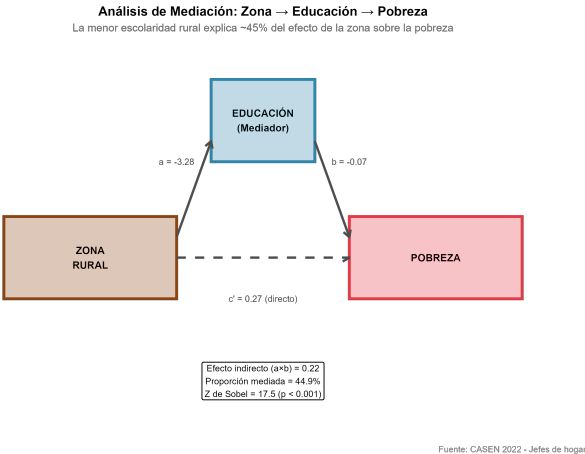 Análisis de Mediación: Zona → Educación → Pobreza
La menor escolaridad rural explica ~45% del efecto de la zona sobre la pobreza
EDUCACIÓN
(Mediador)
a = -3.28
b = -0.07
ZONA
RURAL
POBREZA
c' = 0.27 (directo)
Efecto indirecto (a×b) = 0.22
Proporción mediada = 44.9%
Z de Sobel = 17.5 (p < 0.001)
Fuente: CASEN 2022 - Jefes de hogar